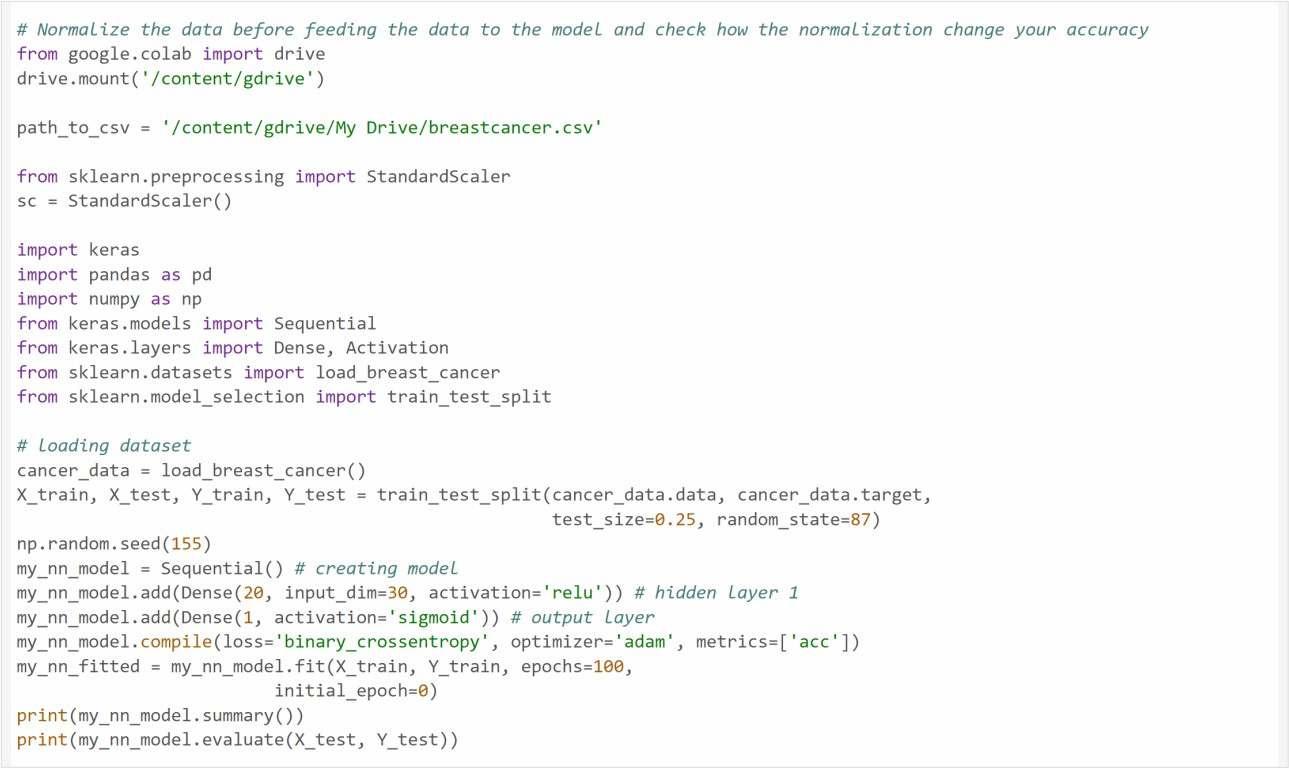 # Normalize the data before feeding the data to the model and check how the normalization change your accuracy
from google.colab import drive
drive.mount('/content/gdrive')

path_to_csv = '/content/gdrive/My Drive/breastcancer.csv'

from sklearn.preprocessing import StandardScaler
sc = StandardScaler()

import keras
import pandas as pd
import numpy as np
from keras.models import Sequential
from keras.layers import Dense, Activation
from sklearn.datasets import load_breast_cancer
from sklearn.model_selection import train_test_split

# loading dataset
cancer_data = load_breast_cancer()
X_train, X_test, Y_train, Y_test = train_test_split(cancer_data.data, cancer_data.target,
                                                    test_size=0.25, random_state=87)
np.random.seed(155)
my_nn_model = Sequential() # creating model
my_nn_model.add(Dense(20, input_dim=30, activation='relu')) # hidden layer 1
my_nn_model.add(Dense(1, activation='sigmoid')) # output layer
my_nn_model.compile(loss='binary_crossentropy', optimizer='adam', metrics=['acc'])
my_nn_fitted = my_nn_model.fit(X_train, Y_train, epochs=100,
                         initial_epoch=0)
print(my_nn_model.summary())
print(my_nn_model.evaluate(X_test, Y_test))